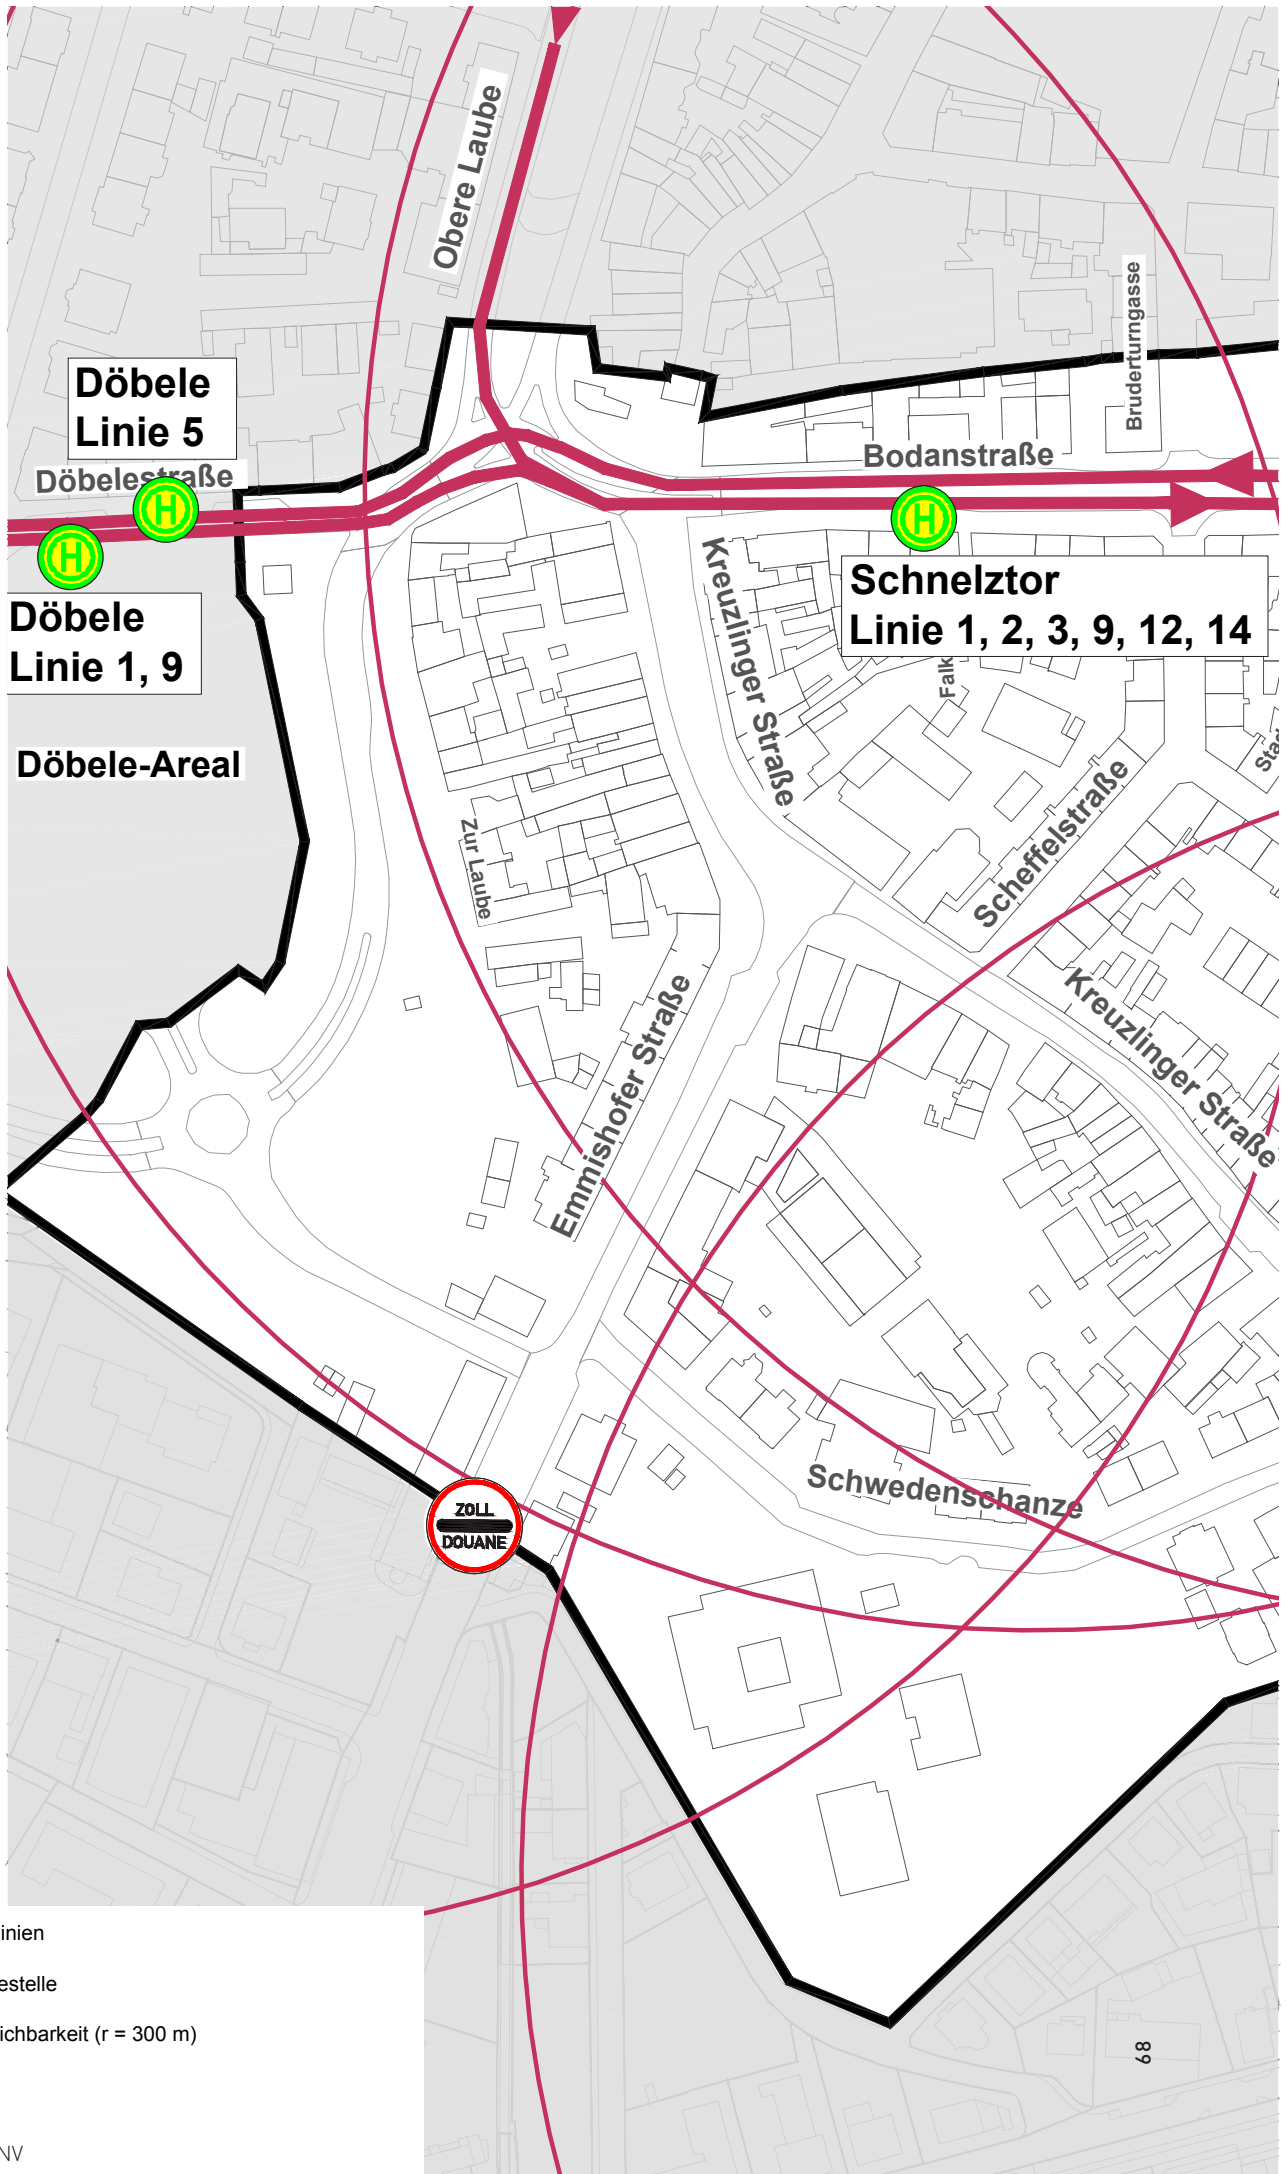 Obere Laube
Bruderturngasse
Döbele
Linie 5
Döbelestraße
Bodanstraße
H
H
H
Döbele
Linie 1, 9
Schnelztor
Linie 1, 2, 3, 9, 12, 14
Kreuzlinger Straße
Falk
Döbele-Areal
Stad
Scheffelstraße
Zur Laube
Emmishofer Straße
Kreuzlinger Straße
Schwedenschanze
ZOLL
DOUANE
inien
estelle
ichbarkeit (r = 300 m)
68
NV